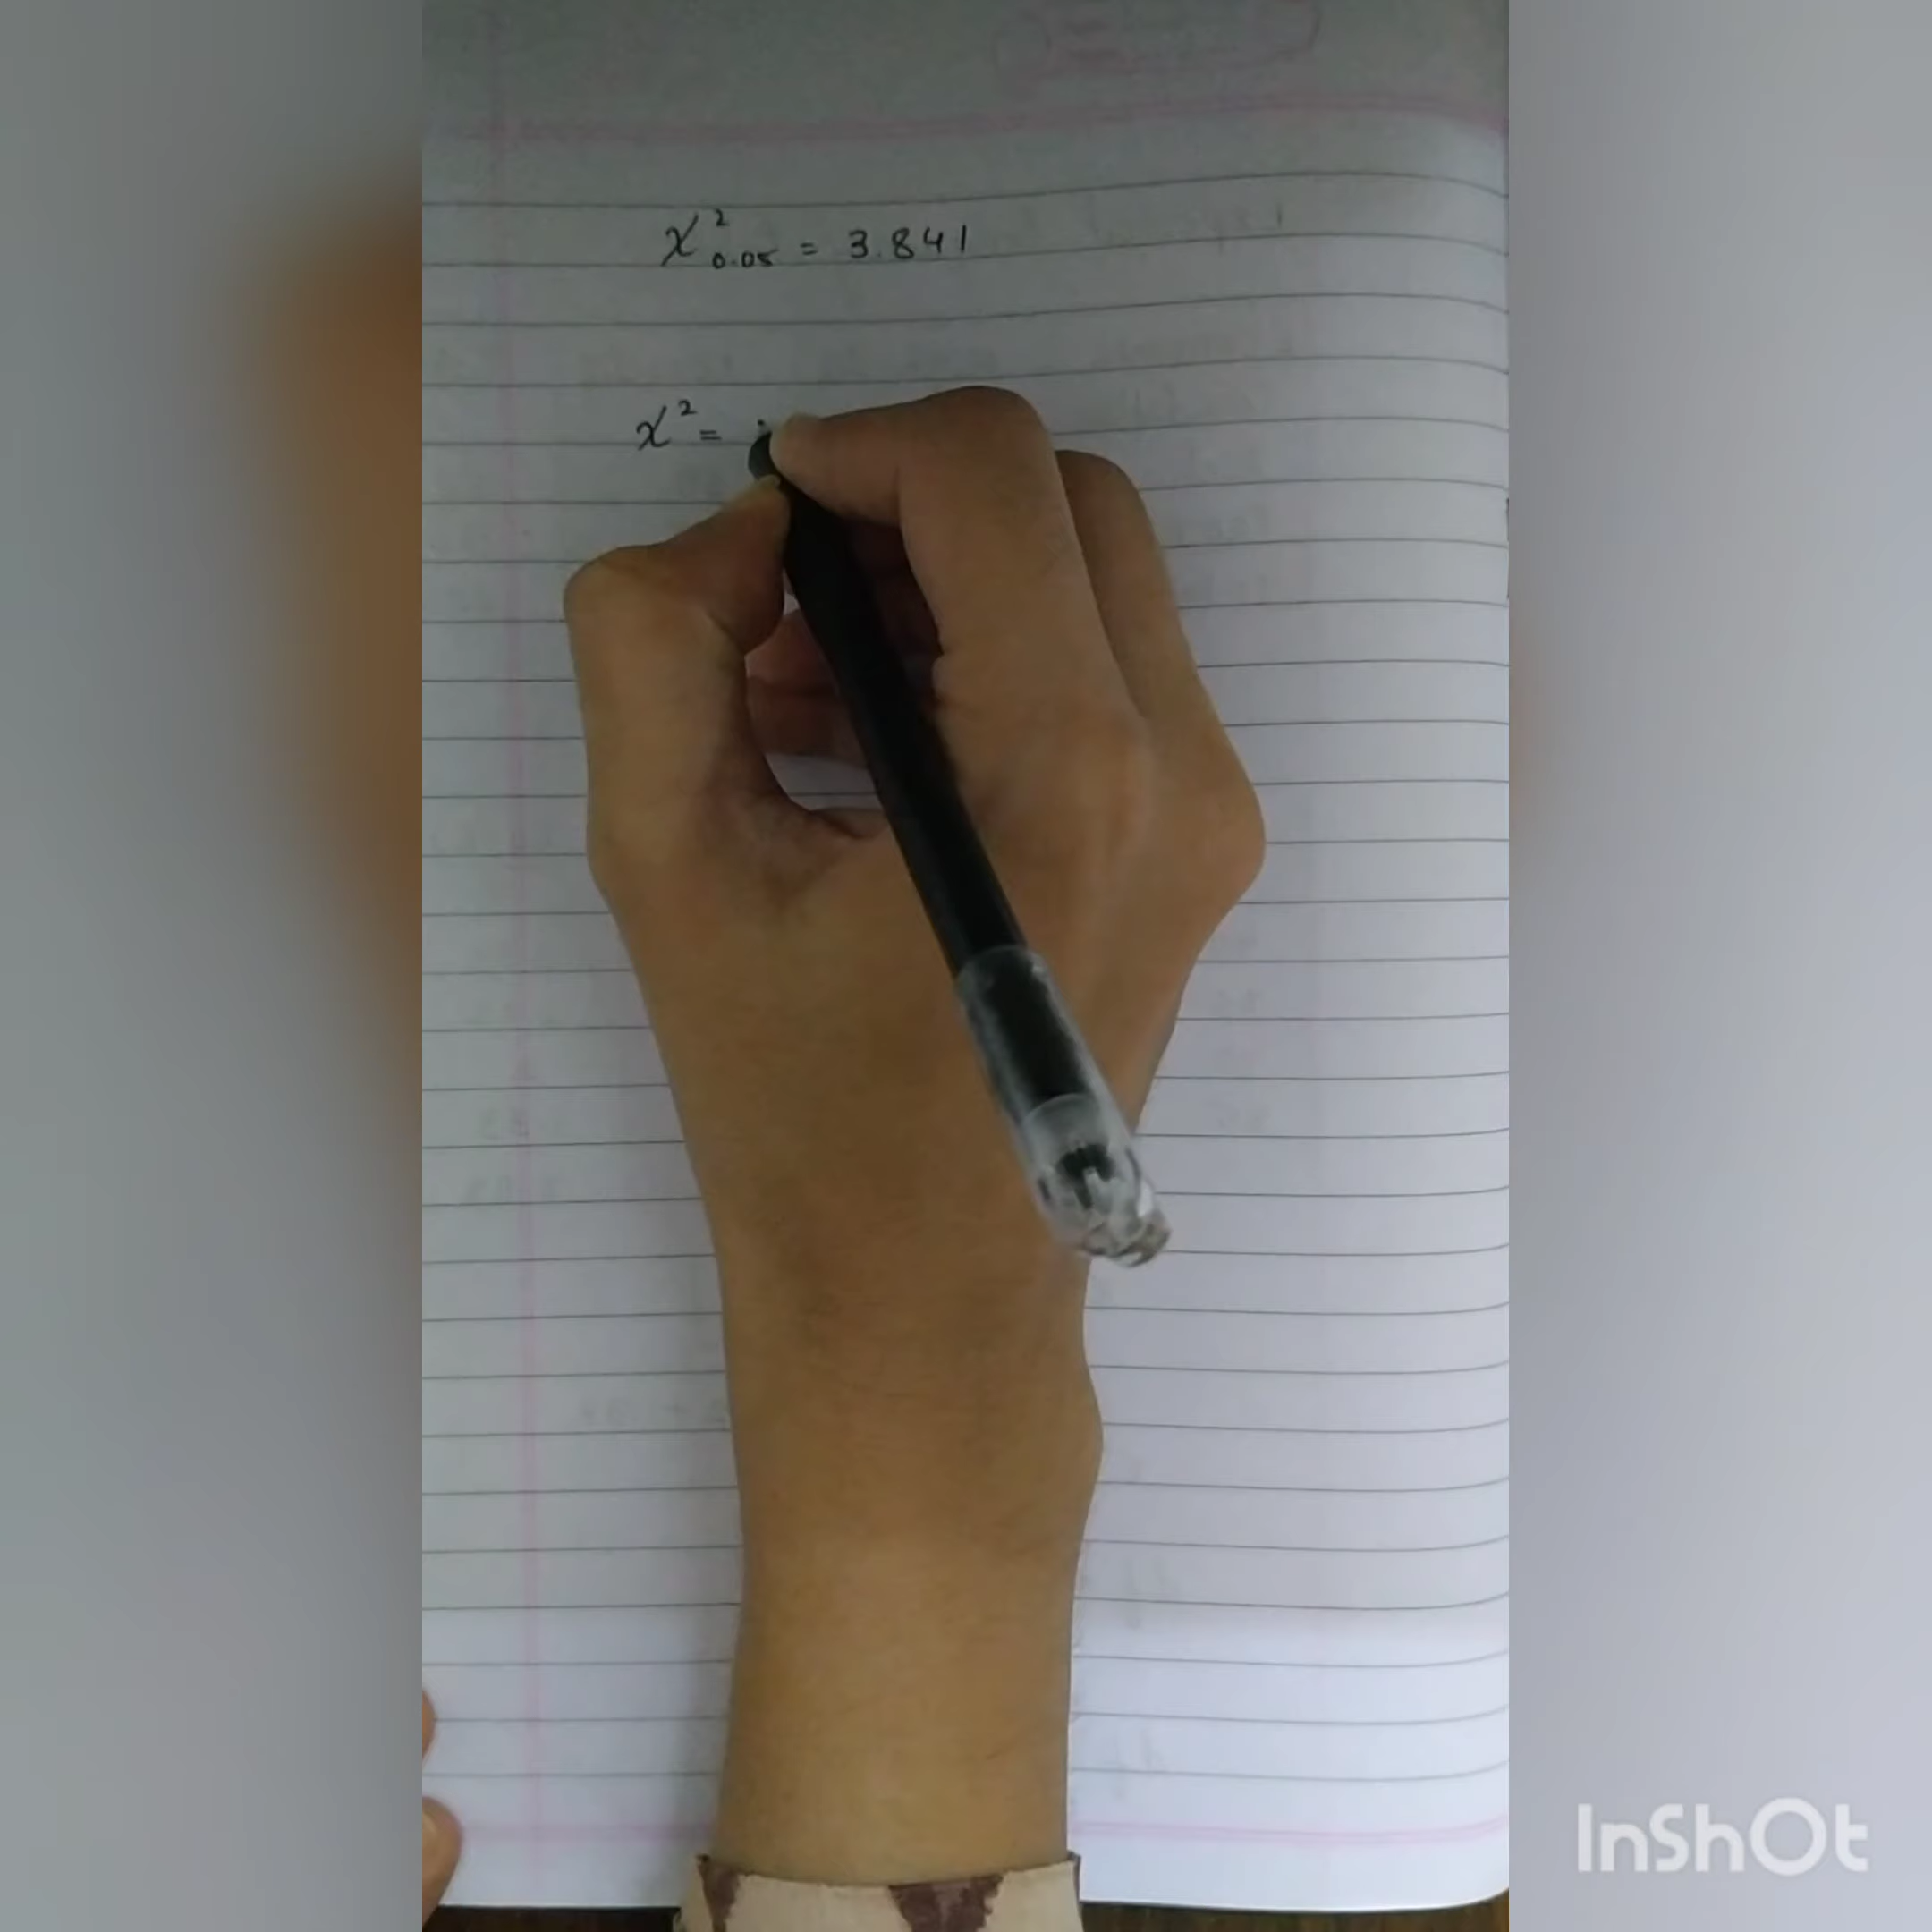 χ²₀.₀₅ = 3.841
χ² =
InShOt